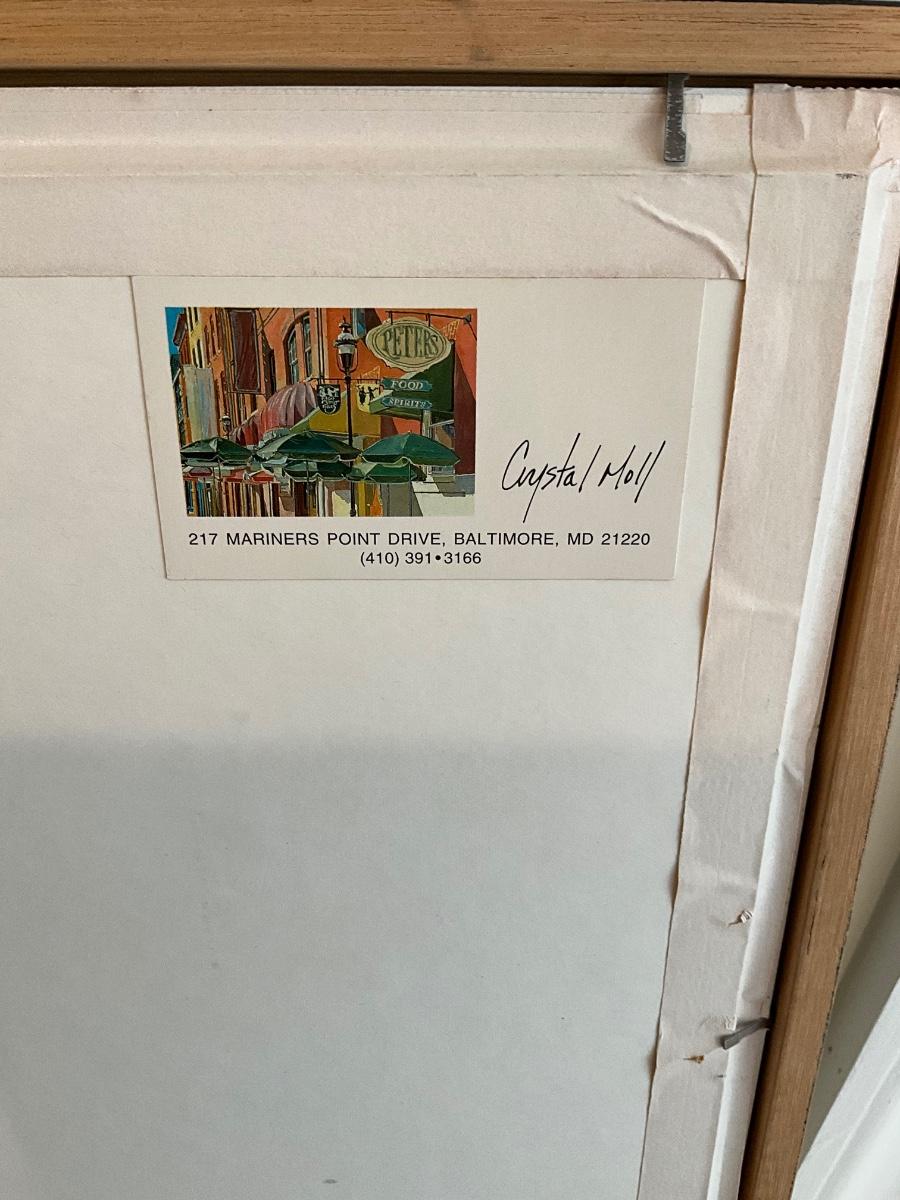 PETERS
FOOD
SPIRITS
Crystal Moll
217 MARINERS POINT DRIVE, BALTIMORE, MD 21220
(410) 391•3166